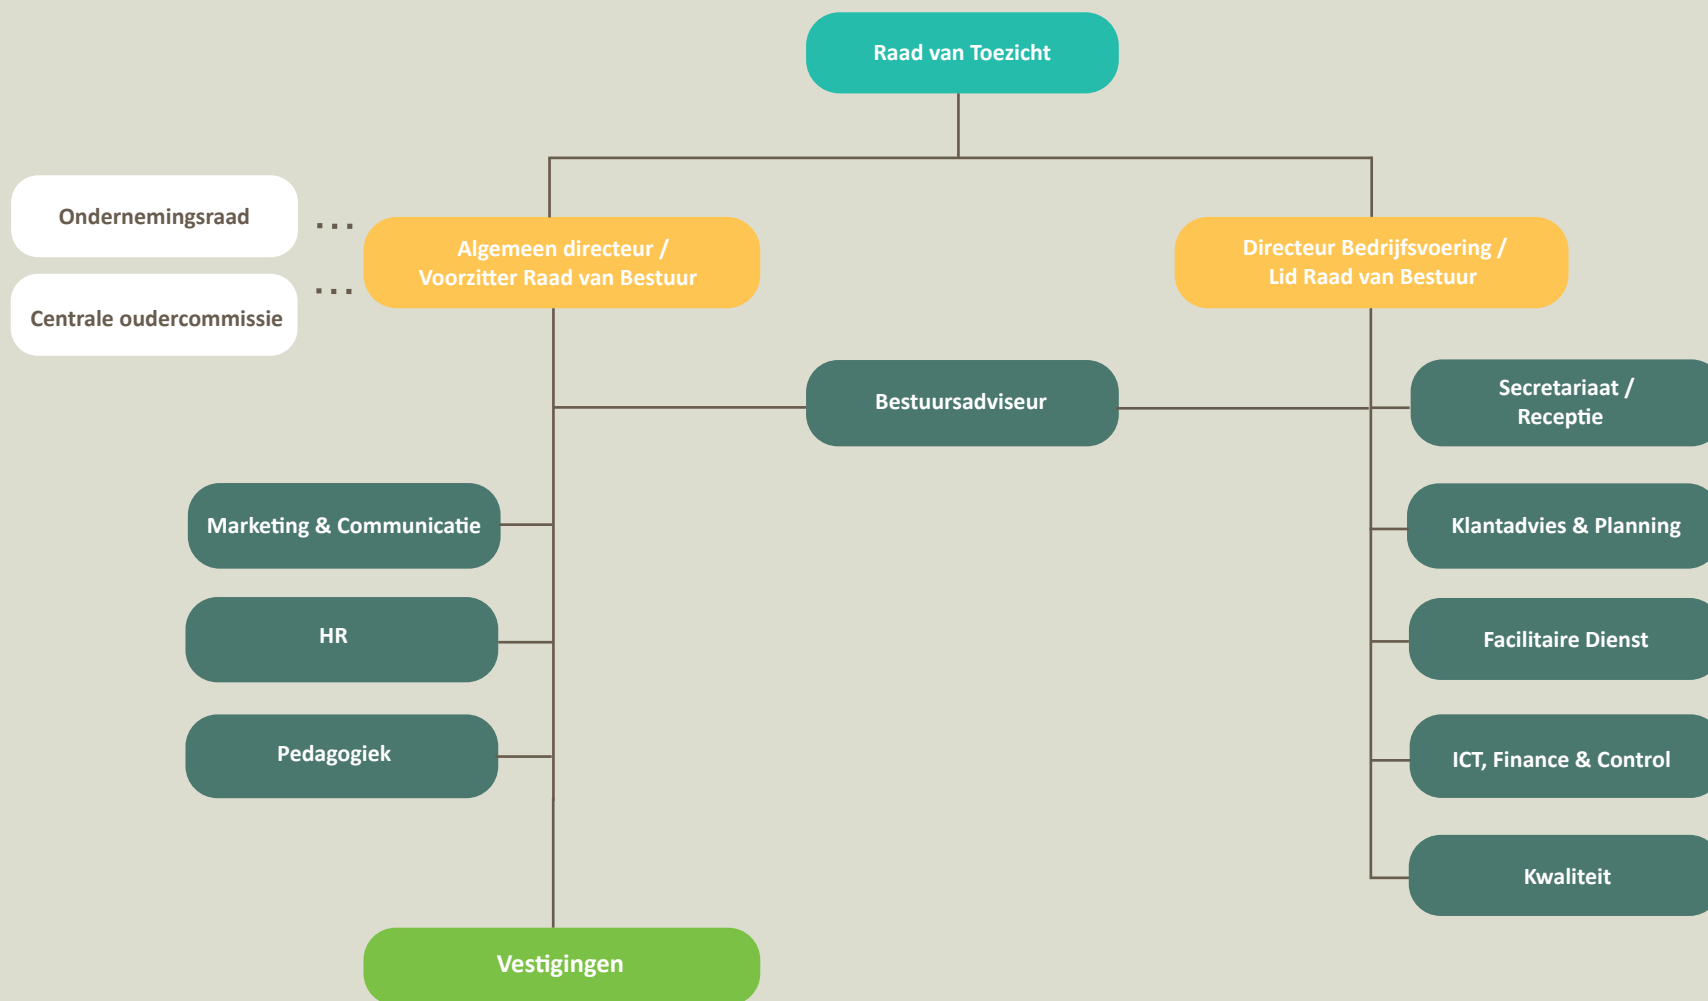 Raad van Toezicht
Ondernemingsraad
...
Algemeen directeur /
Voorzitter Raad van Bestuur
Directeur Bedrijfsvoering /
Lid Raad van Bestuur
Centrale oudercommissie
...
Bestuursadviseur
Secretariaat /
Receptie
Marketing & Communicatie
Klantadvies & Planning
HR
Facilitaire Dienst
Pedagogiek
ICT, Finance & Control
Kwaliteit
Vestigingen